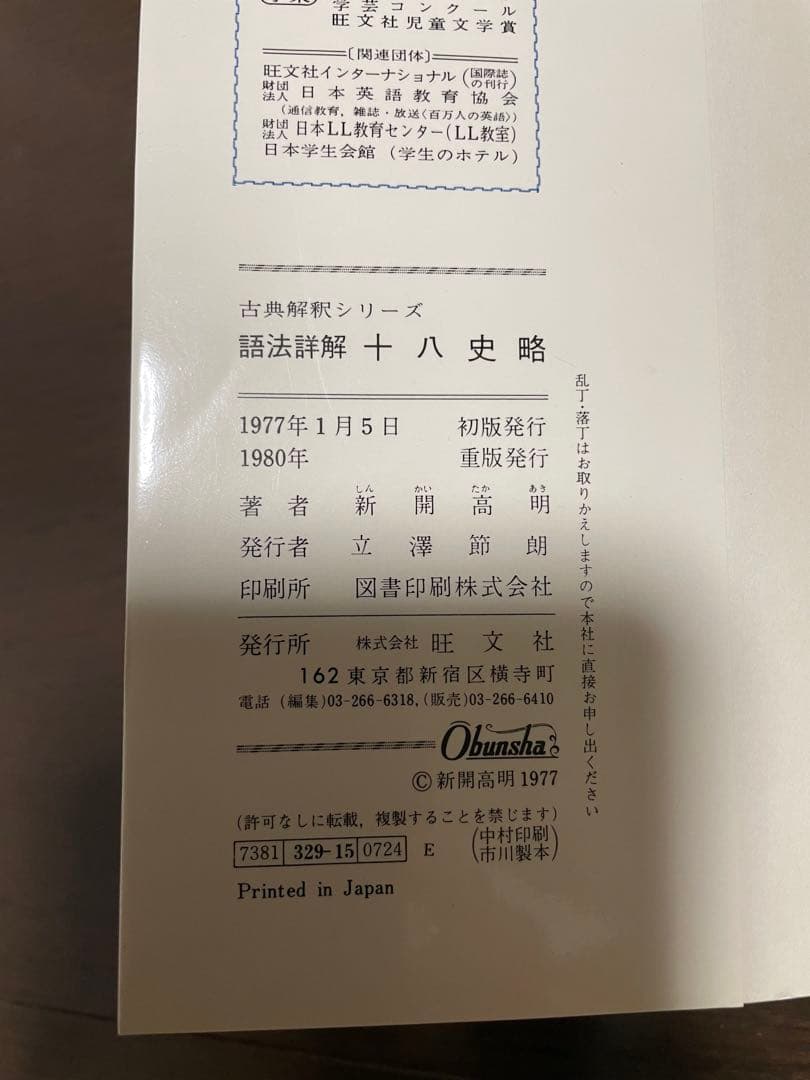 学芸コンクール
旺文社児童文学賞
〔関連団体〕
旺文社インターナショナル（国際誌の刊行）
財団法人 日本英語教育協会
（通信教育，雑誌・放送〈百万人の英語〉）
財団法人 日本LL教育センター（LL教室）
日本学生会館（学生のホテル）
古典解釈シリーズ
語法詳解 十八史略
1977年1月5日 初版発行
1980年 重版発行
著者 新開高明
しん かい たか あき
発行者 立澤節朗
印刷所 図書印刷株式会社
発行所 株式会社 旺文社
162 東京都新宿区横寺町
電話（編集）03-266-6318，（販売）03-266-6410
Obunsha
©新開高明 1977
（許可なしに転載，複製することを禁じます）
7381 329-15 0724 E （中村印刷 市川製本）
Printed in Japan
乱丁・落丁はお取りかえしますので本社に直接お申し出ください